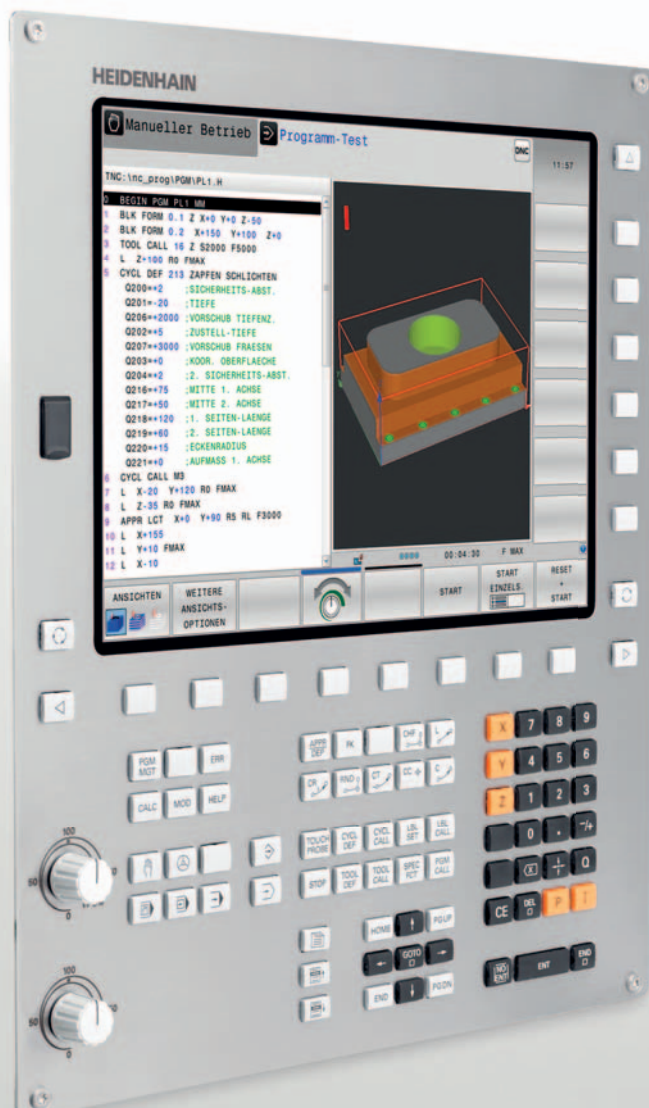 HEIDENHAIN
Manueller Betrieb
Programm-Test
DNC
11:57
TNC:\nc_prog\PGM\PL1.H
0 BEGIN PGM PL1 MM
1 BLK FORM 0.1 Z X+0 Y+0 Z-50
2 BLK FORM 0.2 X+150 Y+100 Z+0
3 TOOL CALL 16 Z S2000 F5000
4 L Z+100 R0 FMAX
5 CYCL DEF 213 ZAPFEN SCHLICHTEN
Q200=+2 ;SICHERHEITS-ABST.
Q201=-20 ;TIEFE
Q206=+2000 ;VORSCHUB TIEFENZ.
Q202=+5 ;ZUSTELL-TIEFE
Q207=+3000 ;VORSCHUB FRAESEN
Q203=+0 ;KOOR. OBERFLAECHE
Q204=+2 ;2. SICHERHEITS-ABST.
Q216=+75 ;MITTE 1. ACHSE
Q217=+50 ;MITTE 2. ACHSE
Q218=+120 ;1. SEITEN-LAENGE
Q219=+60 ;2. SEITEN-LAENGE
Q220=+15 ;ECKENRADIUS
Q221=+0 ;AUFMASS 1. ACHSE
6 CYCL CALL M3
7 L X-20 Y+120 R0 FMAX
8 L Z-35 R0 FMAX
9 APPR LCT X+0 Y+90 R5 RL F3000
10 L X+155
11 L Y+10 FMAX
12 L X-10
00:04:30 F MAX
ANSICHTEN
WEITERE
ANSICHTS-
OPTIONEN
START
START
EINZELS.
RESET
+
START
PGM
MGT
ERR
CALC
MOD
HELP
APPR
DEP
FK
CHF
L
CR
RND
CT
CC
C
TOUCH
PROBE
CYCL
DEF
CYCL
CALL
LBL
SET
LBL
CALL
STOP
TOOL
DEF
TOOL
CALL
SPEC
FCT
PGM
CALL
HOME
PG UP
GOTO
END
PG DN
X 7 8 9
Y 4 5 6
Z 1 2 3
0 . -/+
X Q
CE
DEL
P I
NO
ENT
ENT
END
100
50
0
100
50
0